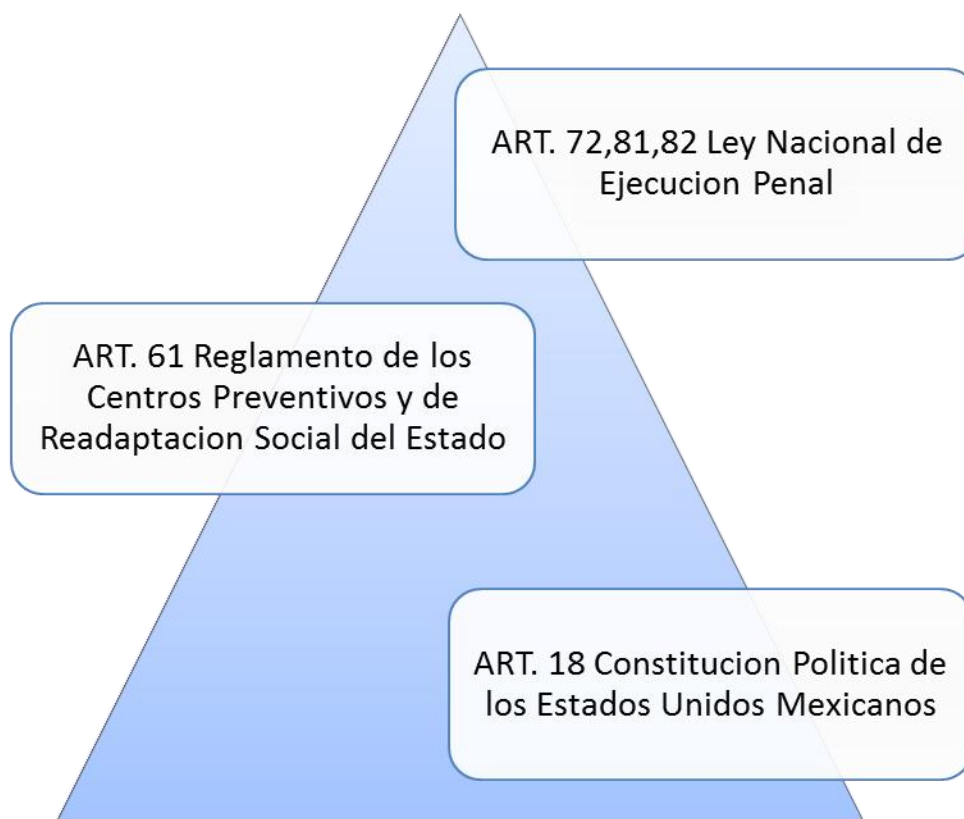 ART. 72,81,82 Ley Nacional de
Ejecucion Penal
ART. 61 Reglamento de los
Centros Preventivos y de
Readaptacion Social del Estado
ART. 18 Constitucion Politica de
los Estados Unidos Mexicanos